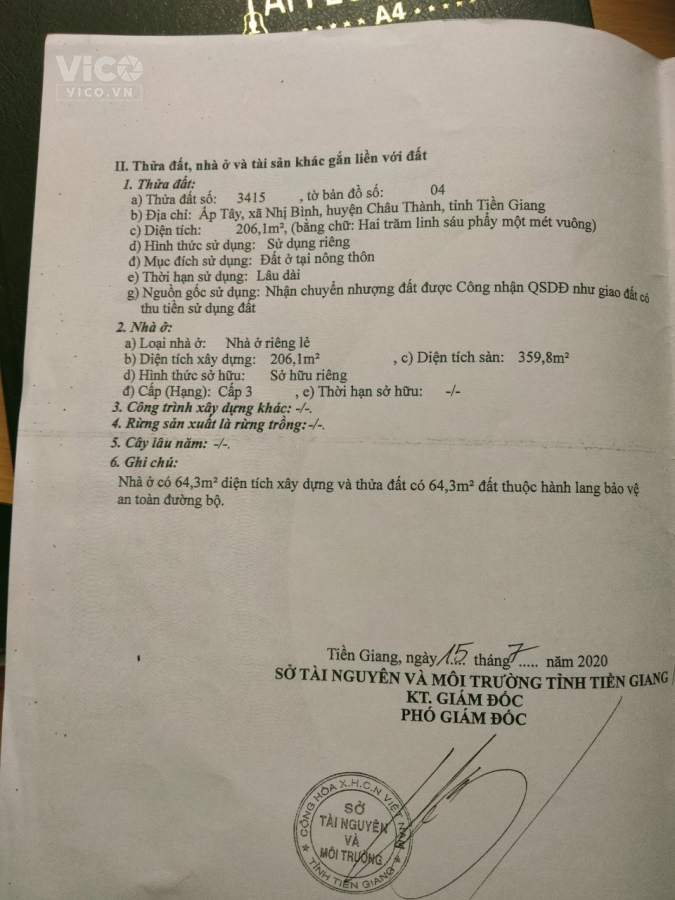 A4
ViCO
VICO.VN
II. Thửa đất, nhà ở và tài sản khác gắn liền với đất
1. Thửa đất:
a) Thửa đất số: 3415 , tờ bản đồ số: 04
b) Địa chỉ: Ấp Tây, xã Nhị Bình, huyện Châu Thành, tỉnh Tiền Giang
c) Diện tích: 206,1m², (bằng chữ: Hai trăm linh sáu phẩy một mét vuông)
d) Hình thức sử dụng: Sử dụng riêng
đ) Mục đích sử dụng: Đất ở tại nông thôn
e) Thời hạn sử dụng: Lâu dài
g) Nguồn gốc sử dụng: Nhận chuyển nhượng đất được Công nhận QSDĐ như giao đất có
thu tiền sử dụng đất
2. Nhà ở:
a) Loại nhà ở: Nhà ở riêng lẻ
b) Diện tích xây dựng: 206,1m² , c) Diện tích sàn: 359,8m²
d) Hình thức sở hữu: Sở hữu riêng
đ) Cấp (Hạng): Cấp 3 , e) Thời hạn sở hữu: -/-
3. Công trình xây dựng khác: -/-.
4. Rừng sản xuất là rừng trồng:-/-.
5. Cây lâu năm: -/-.
6. Ghi chú:
Nhà ở có 64,3m² diện tích xây dựng và thửa đất có 64,3m² đất thuộc hành lang bảo vệ
an toàn đường bộ.
Tiền Giang, ngày 15 tháng 7 ..... năm 2020
SỞ TÀI NGUYÊN VÀ MÔI TRƯỜNG TỈNH TIỀN GIANG
KT. GIÁM ĐỐC
PHÓ GIÁM ĐỐC
CỘNG HÒA X.H.C.N VIỆT NAM
SỞ
TÀI NGUYÊN
VÀ
MÔI TRƯỜNG
TỈNH TIỀN GIANG